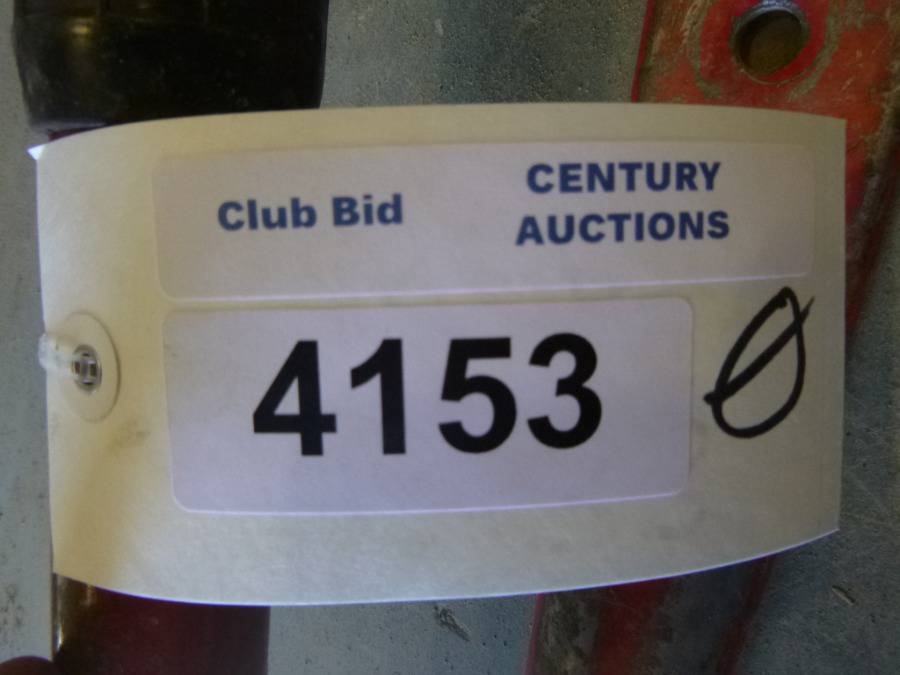 Club Bid
CENTURY
AUCTIONS
4153 Ø